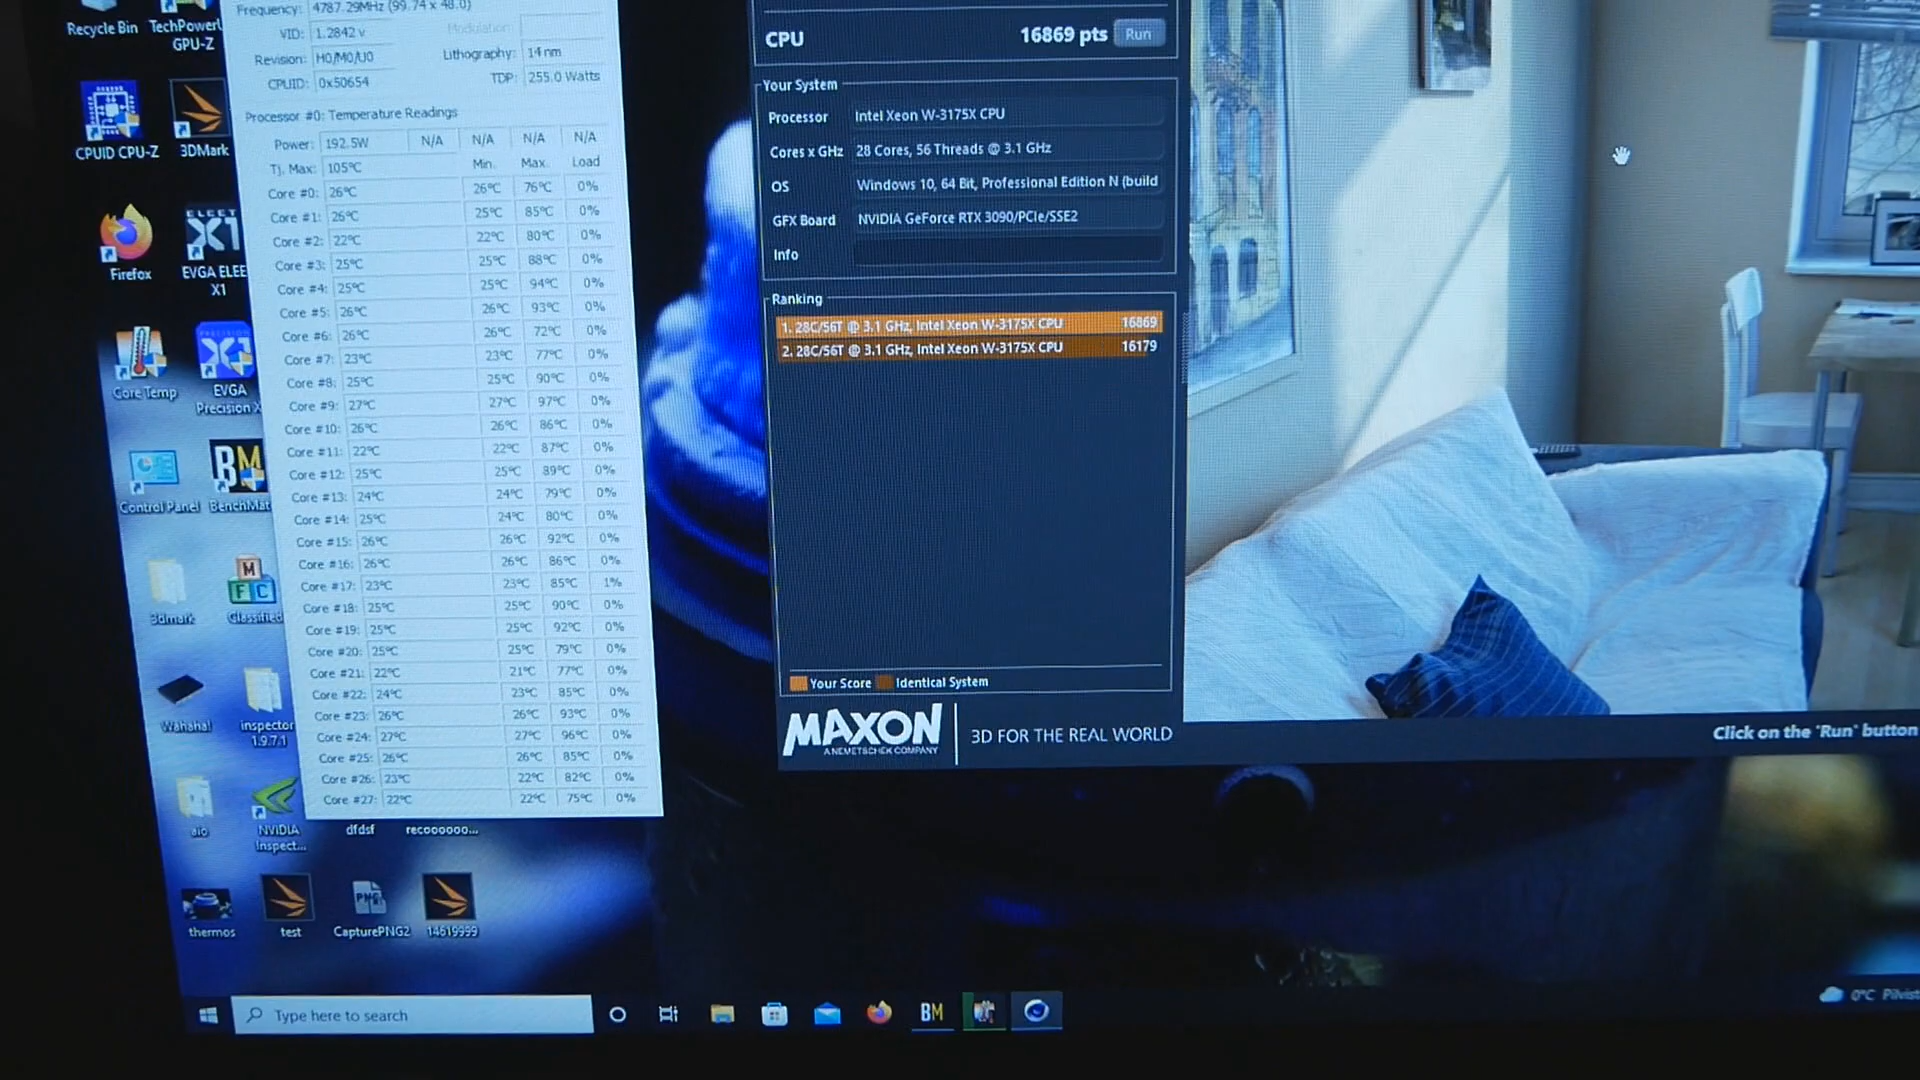 Recycle Bin
TechPowerU
GPU-Z
CPUID CPU-Z
3DMark
Firefox
EVGA ELEE
X1
Core Temp
EVGA
Precision X
Control Panel
BenchMat
3dmark
Classified
Wahaha!
inspector
1.9.7.1
aio
NVIDIA
Inspect...
dfdsf
recoooooo...
thermos
test
CapturePNG2
14619999
Frequency: 4787.29MHz (99.74 x 48.0)
VID: 1.2842 v
Modulation:
Revision: H0/M0/U0
Lithography: 14 nm
CPUID: 0x50654
TDP: 255.0 Watts
Processor #0: Temperature Readings
Power: 192.5W N/A N/A N/A N/A
Tj. Max: 105°C Min. Max. Load
Core #0: 26°C 26°C 76°C 0%
Core #1: 26°C 25°C 85°C 0%
Core #2: 22°C 22°C 80°C 0%
Core #3: 25°C 25°C 88°C 0%
Core #4: 25°C 25°C 94°C 0%
Core #5: 26°C 26°C 93°C 0%
Core #6: 26°C 26°C 72°C 0%
Core #7: 23°C 23°C 77°C 0%
Core #8: 25°C 25°C 90°C 0%
Core #9: 27°C 27°C 97°C 0%
Core #10: 26°C 26°C 86°C 0%
Core #11: 22°C 22°C 87°C 0%
Core #12: 25°C 25°C 89°C 0%
Core #13: 24°C 24°C 79°C 0%
Core #14: 25°C 24°C 80°C 0%
Core #15: 26°C 26°C 92°C 0%
Core #16: 26°C 26°C 86°C 0%
Core #17: 23°C 23°C 85°C 1%
Core #18: 25°C 25°C 90°C 0%
Core #19: 25°C 25°C 92°C 0%
Core #20: 25°C 25°C 79°C 0%
Core #21: 22°C 21°C 77°C 0%
Core #22: 24°C 23°C 85°C 0%
Core #23: 26°C 26°C 93°C 0%
Core #24: 27°C 27°C 96°C 0%
Core #25: 26°C 26°C 85°C 0%
Core #26: 23°C 22°C 82°C 0%
Core #27: 22°C 22°C 75°C 0%
CPU 16869 pts Run
Your System
Processor Intel Xeon W-3175X CPU
Cores x GHz 28 Cores, 56 Threads @ 3.1 GHz
OS Windows 10, 64 Bit, Professional Edition N (build
GFX Board NVIDIA GeForce RTX 3090/PCIe/SSE2
Info
Ranking
1. 28C/56T @ 3.1 GHz, Intel Xeon W-3175X CPU 16869
2. 28C/56T @ 3.1 GHz, Intel Xeon W-3175X CPU 16179
Your Score Identical System
MAXON
A NEMETSCHEK COMPANY
3D FOR THE REAL WORLD
Click on the 'Run' button
Type here to search
BM
0°C Pilvist